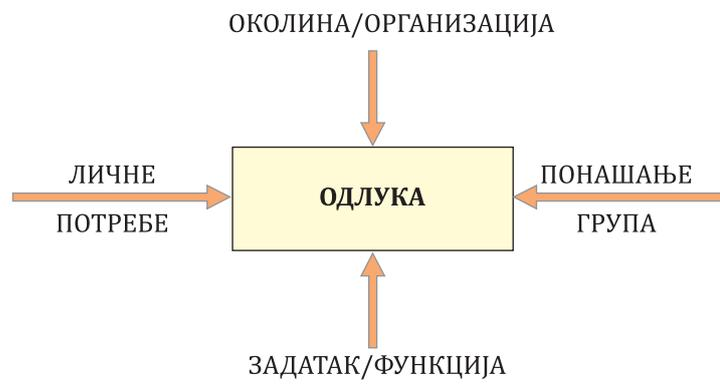 ОКОЛИНА/ОРГАНИЗАЦИЈА
ЛИЧНЕ
ПОТРЕБЕ
ОДЛУКА
ПОНАШАЊЕ
ГРУПА
ЗАДАТАК/ФУНКЦИЈА